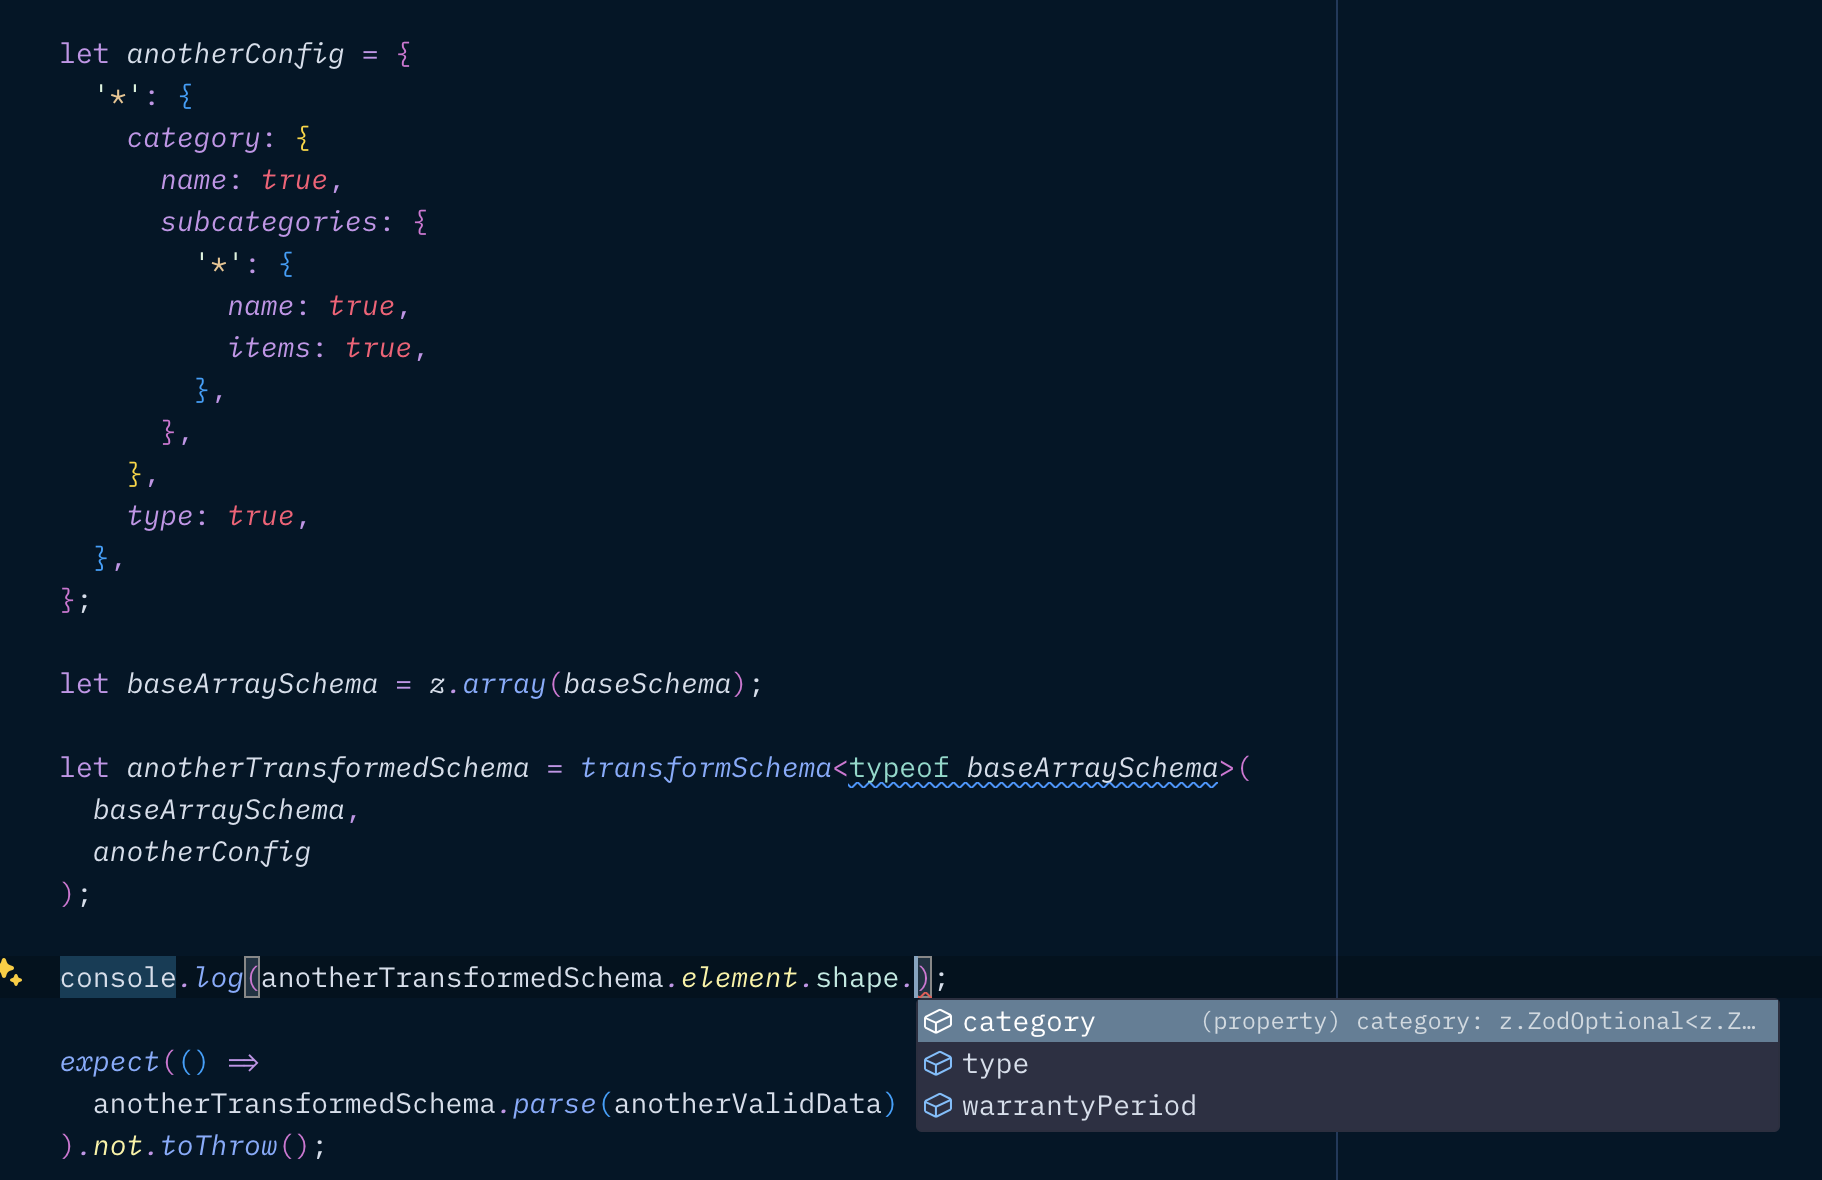 let anotherConfig = {
  '*': {
    category: {
      name: true,
      subcategories: {
        '*': {
          name: true,
          items: true,
        },
      },
    },
    type: true,
  },
};
let baseArraySchema = z.array(baseSchema);
let anotherTransformedSchema = transformSchema<typeof baseArraySchema>(
  baseArraySchema,
  anotherConfig
);
console.log(anotherTransformedSchema.element.shape.);
category (property) category: z.ZodOptional<z.Z…
type
warrantyPeriod
expect(() =>
  anotherTransformedSchema.parse(anotherValidData)
).not.toThrow();